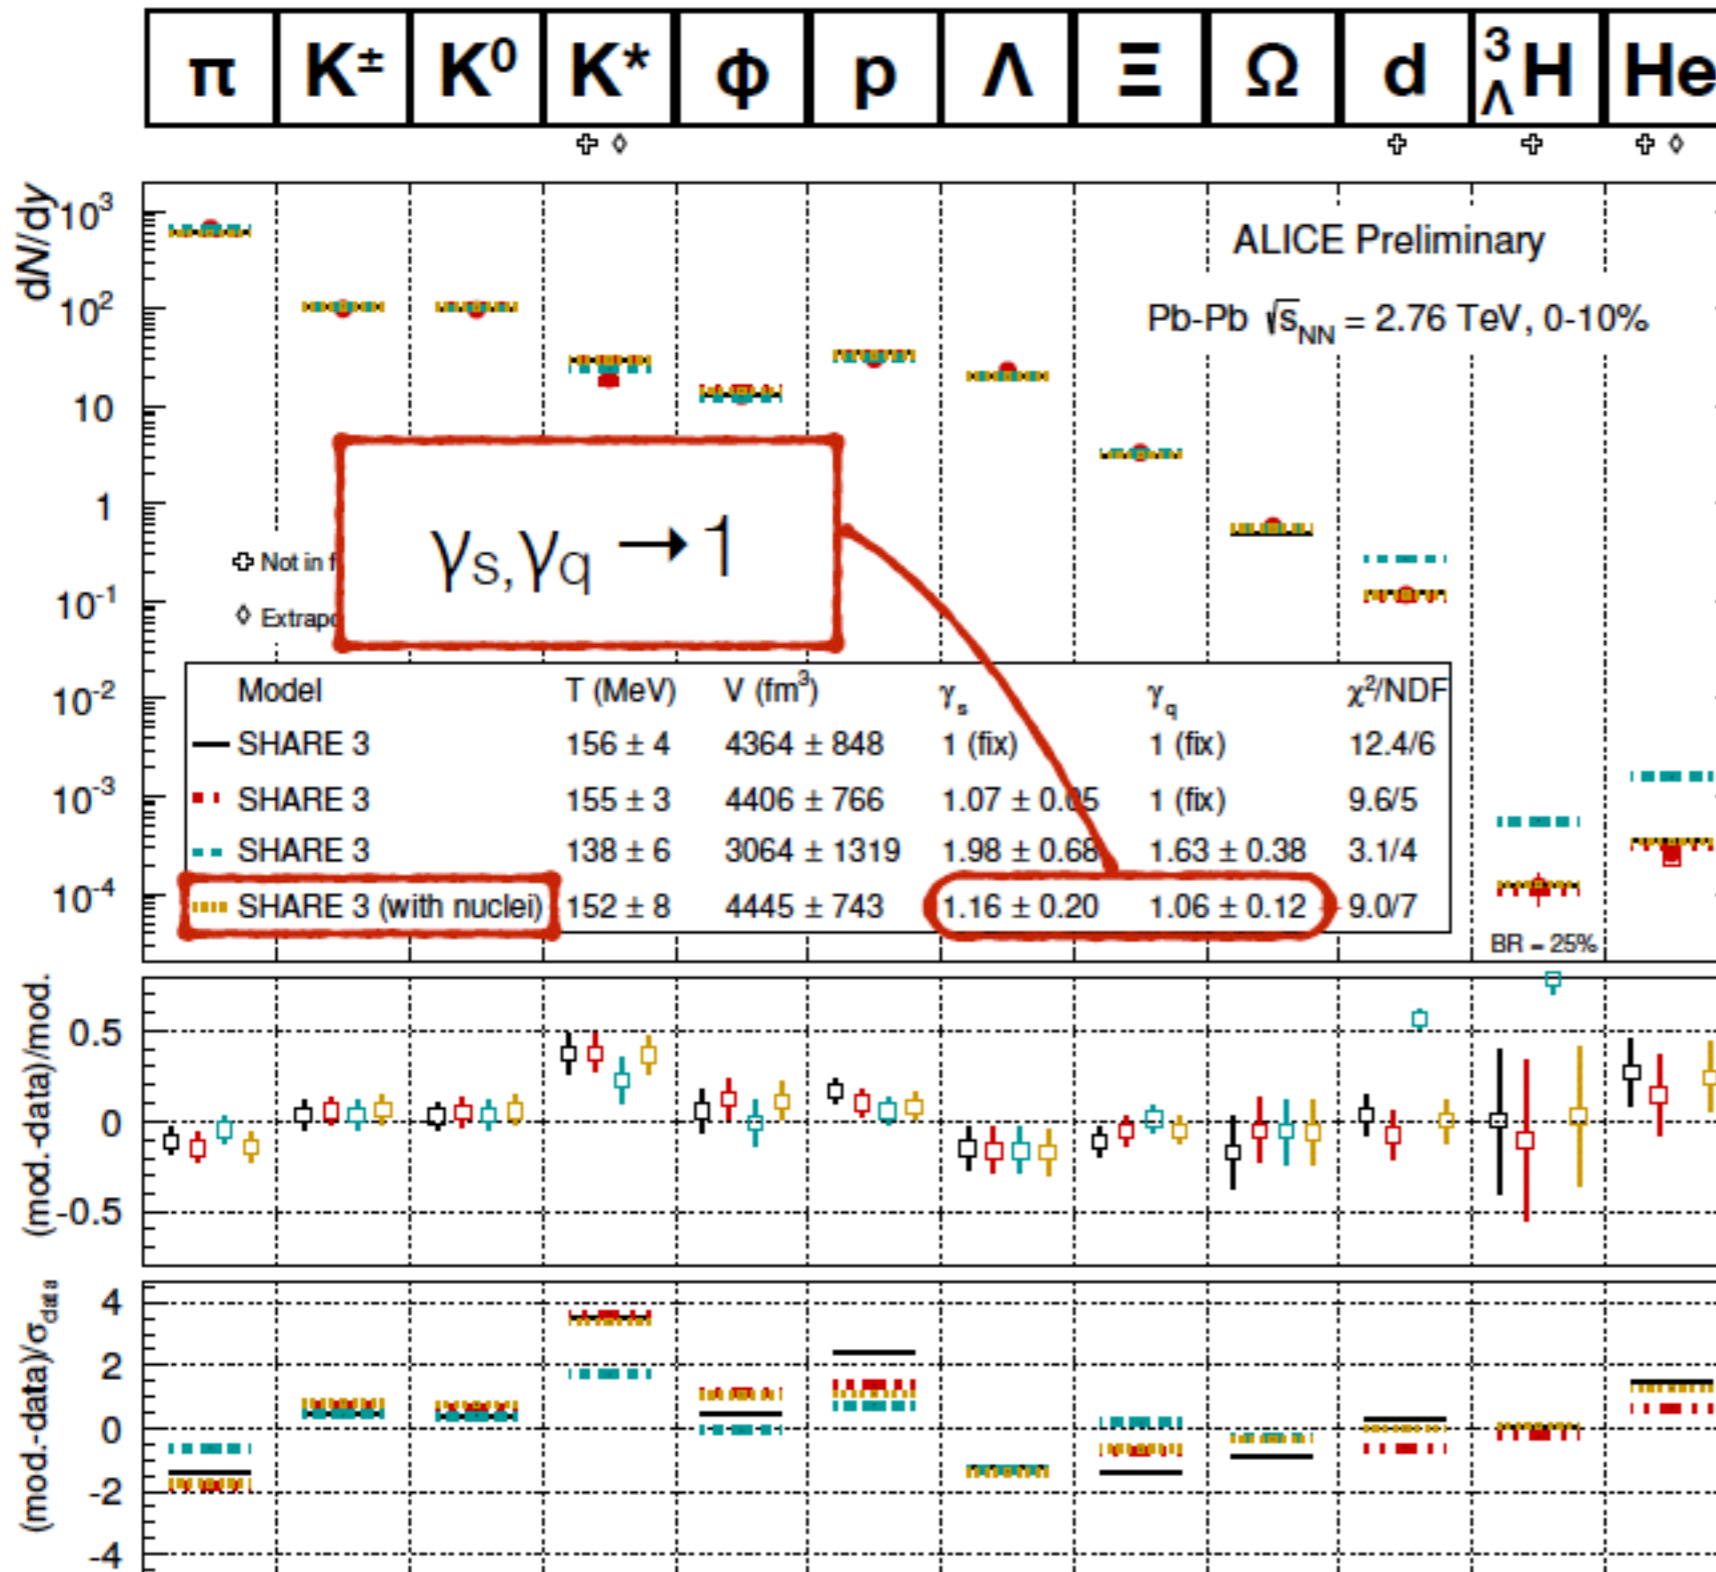 π K± K⁰ K* ϕ p Λ Ξ Ω d ³ΛH He
dN/dy
10³
10²
10
1
10⁻¹
10⁻²
10⁻³
10⁻⁴
ALICE Preliminary
Pb-Pb √sNN = 2.76 TeV, 0-10%
Not in
γs,γq → 1
Model T (MeV) V (fm³) γs γq χ²/NDF
SHARE 3 156 ± 4 4364 ± 848 1 (fix) 1 (fix) 12.4/6
SHARE 3 155 ± 3 4406 ± 766 1.07 ± 0.05 1 (fix) 9.6/5
SHARE 3 138 ± 6 3064 ± 1319 1.98 ± 0.68 1.63 ± 0.38 3.1/4
SHARE 3 (with nuclei) 152 ± 8 4445 ± 743 1.16 ± 0.20 1.06 ± 0.12 9.0/7
BR = 25%
(mod.-data)/mod.
0.5
0
-0.5
(mod.-data)/σdata
4
2
0
-2
-4